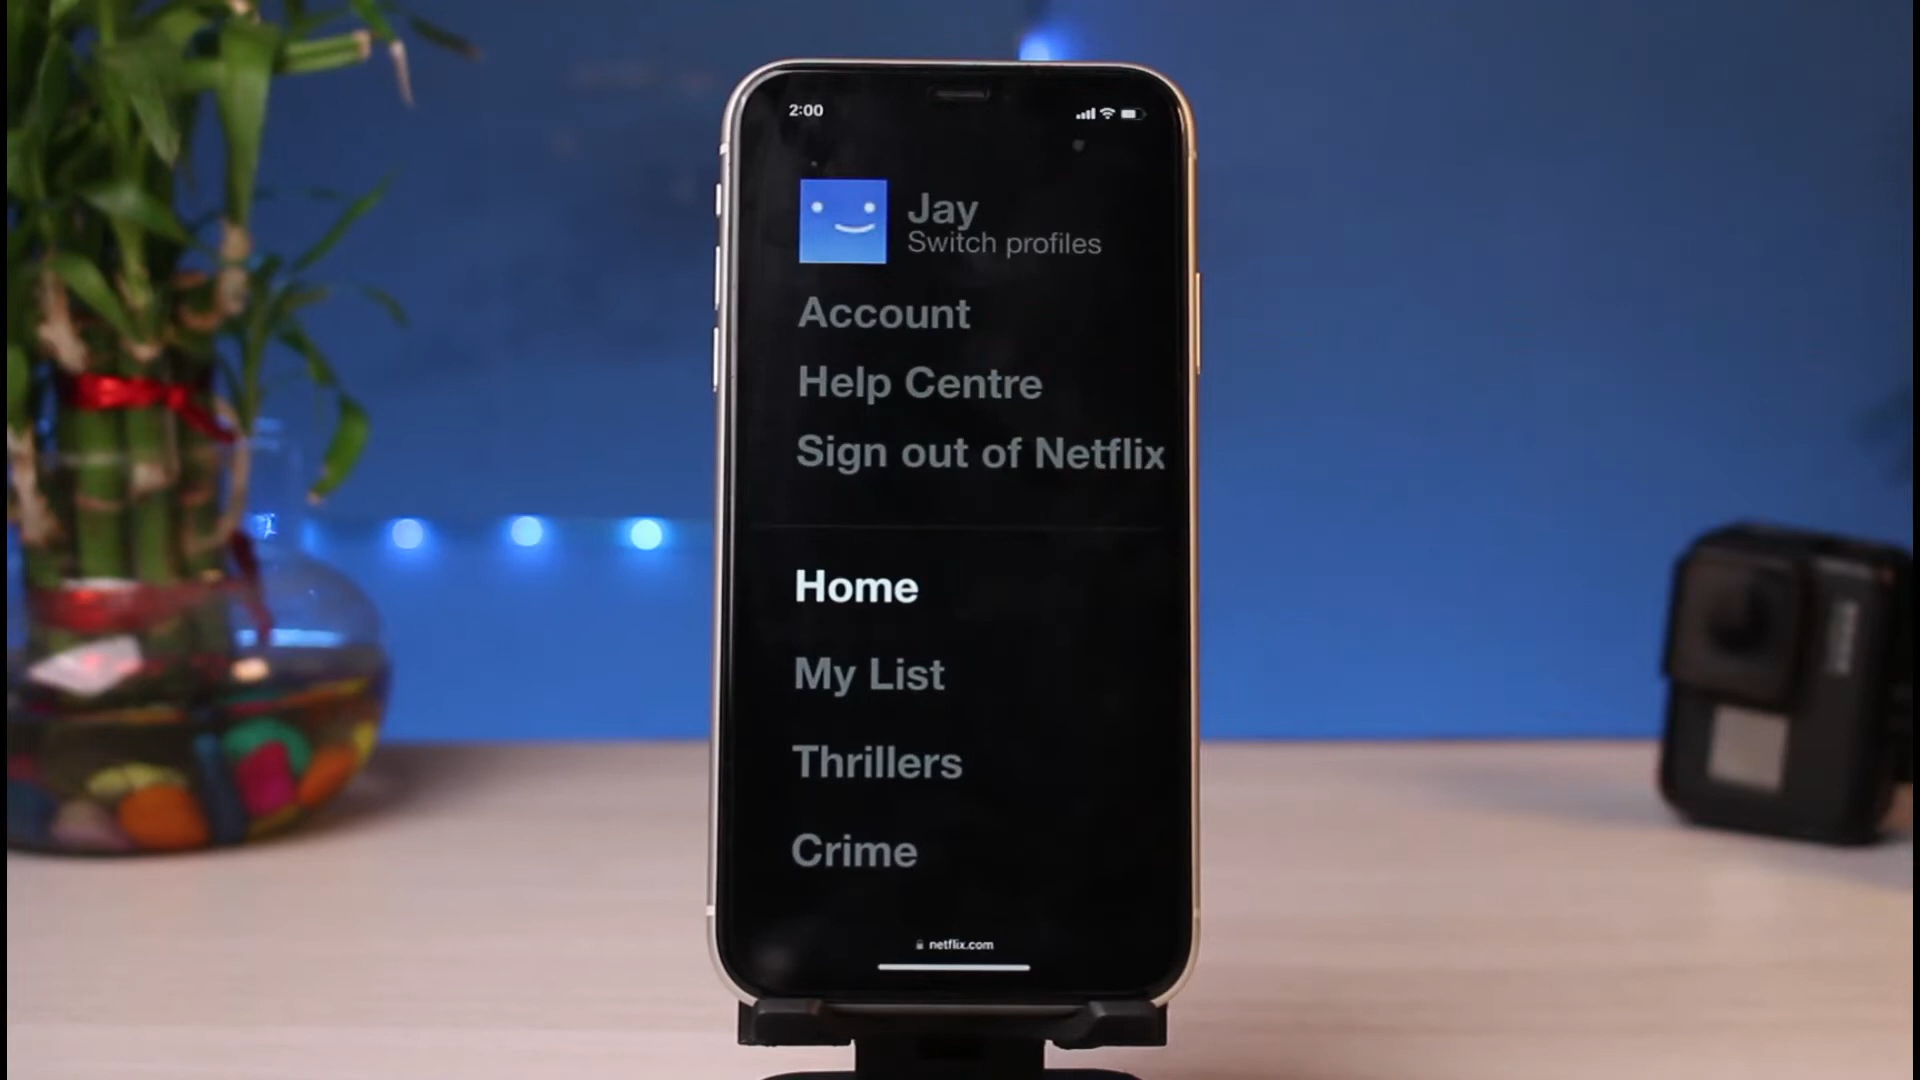 2:00
Jay
Switch profiles
Account
Help Centre
Sign out of Netflix
Home
My List
Thrillers
Crime
netflix.com